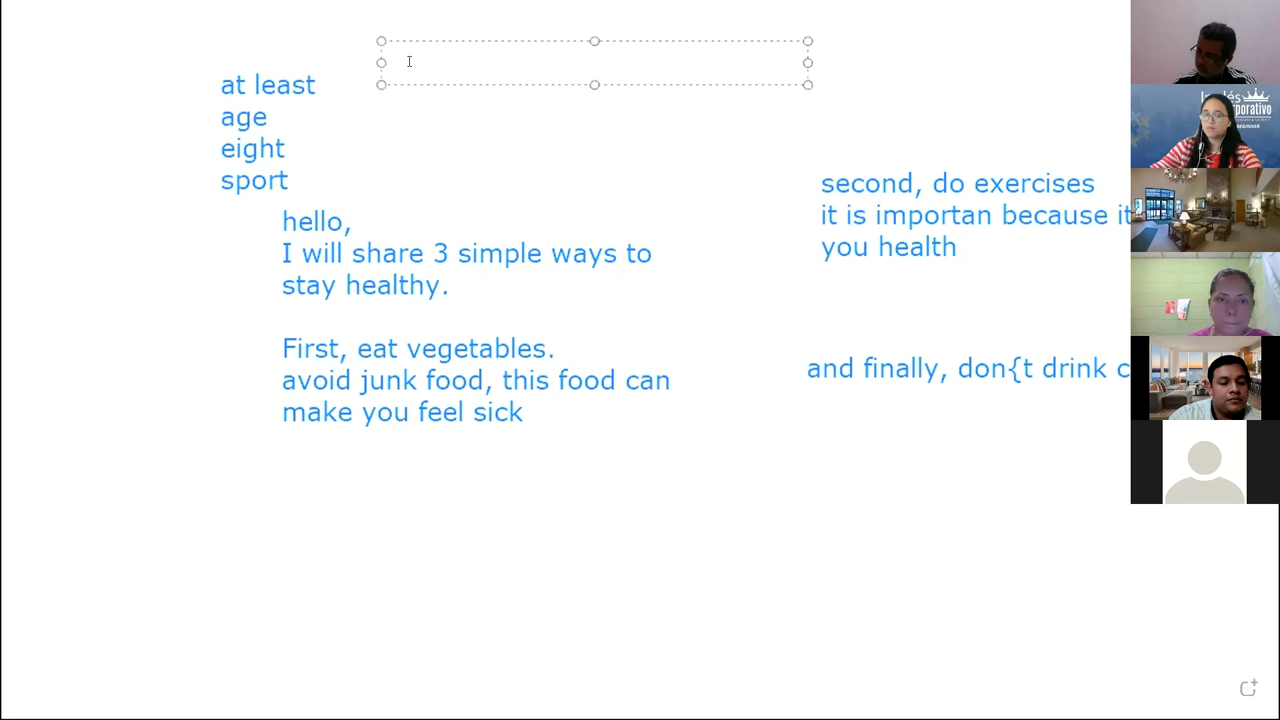 at least
age
eight
sport
hello,
I will share 3 simple ways to
stay healthy.
First, eat vegetables.
avoid junk food, this food can
make you feel sick
second, do exercises
it is importan because it
you health
and finally, don{t drink c
BEGINNER